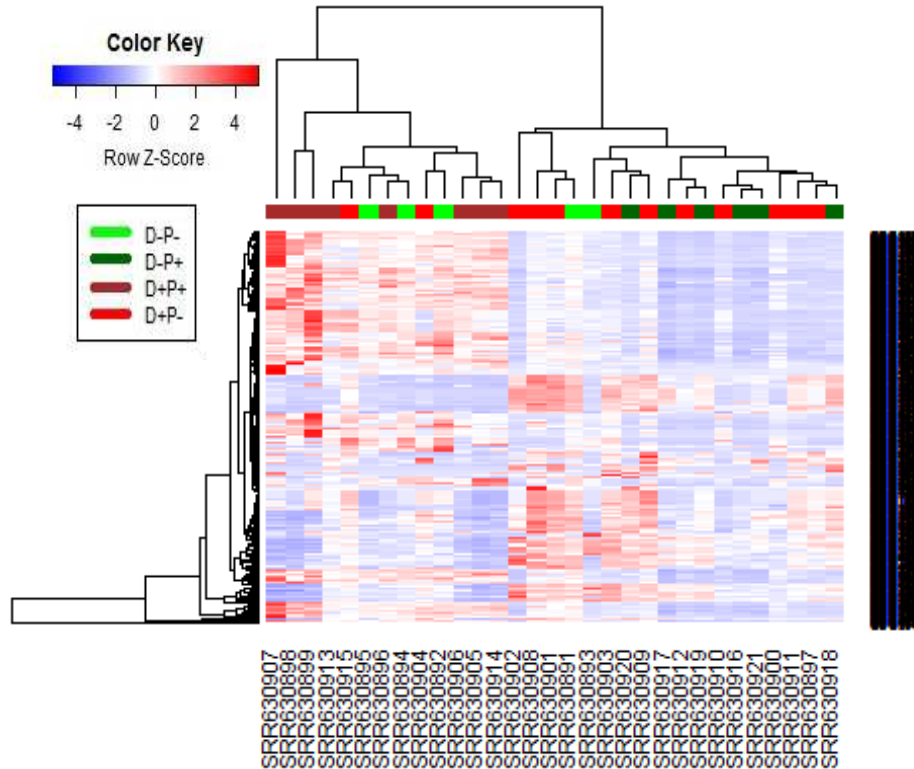 Color Key
-4 -2 0 2 4
Row Z-Score
D-P-
D-P+
D+P+
D+P-
SRR630907
SRR630898
SRR630899
SRR630913
SRR630915
SRR630895
SRR630896
SRR630894
SRR630904
SRR630892
SRR630906
SRR630905
SRR630914
SRR630902
SRR630908
SRR630901
SRR630891
SRR630893
SRR630903
SRR630920
SRR630909
SRR630917
SRR630912
SRR630919
SRR630910
SRR630916
SRR630921
SRR630900
SRR630911
SRR630897
SRR630918